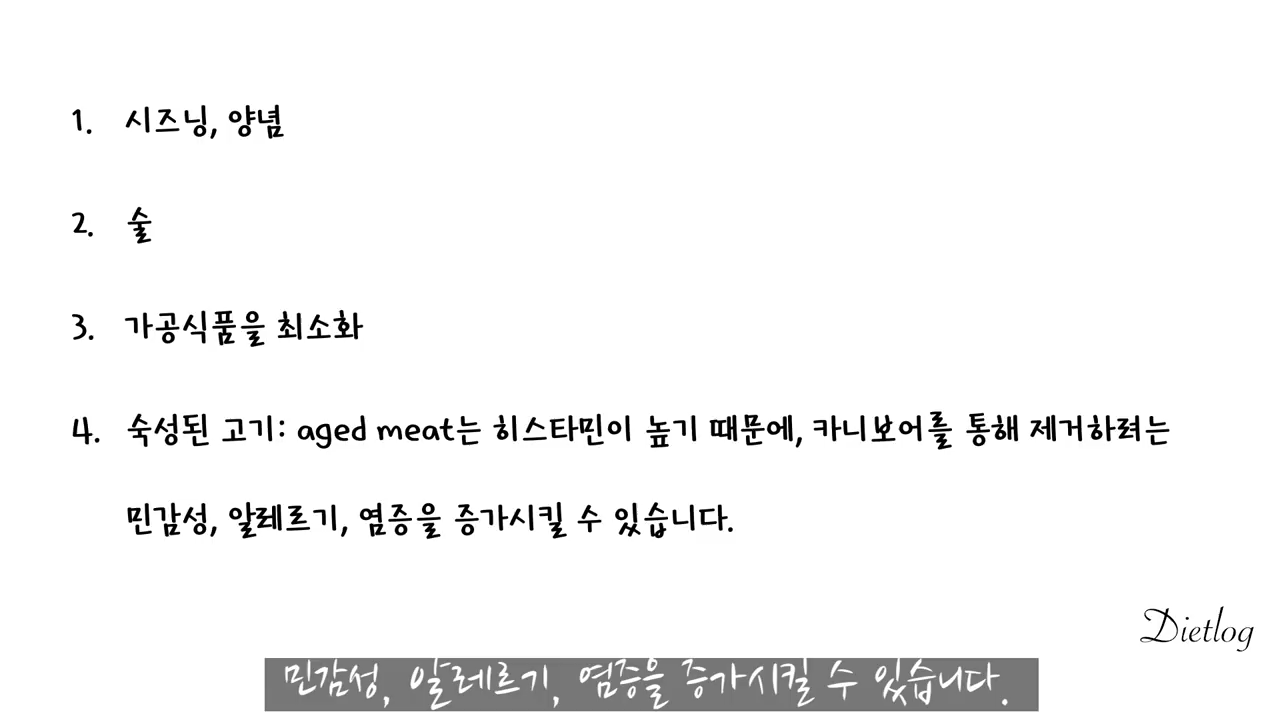 1. 시즈닝, 양념
2. 술
3. 가공식품을 최소화
4. 숙성된 고기: aged meat는 히스타민이 높기 때문에, 카니보어를 통해 제거하려는
민감성, 알레르기, 염증을 증가시킬 수 있습니다.
Dietlog
민감성, 알레르기, 염증을 증가시킬 수 있습니다.